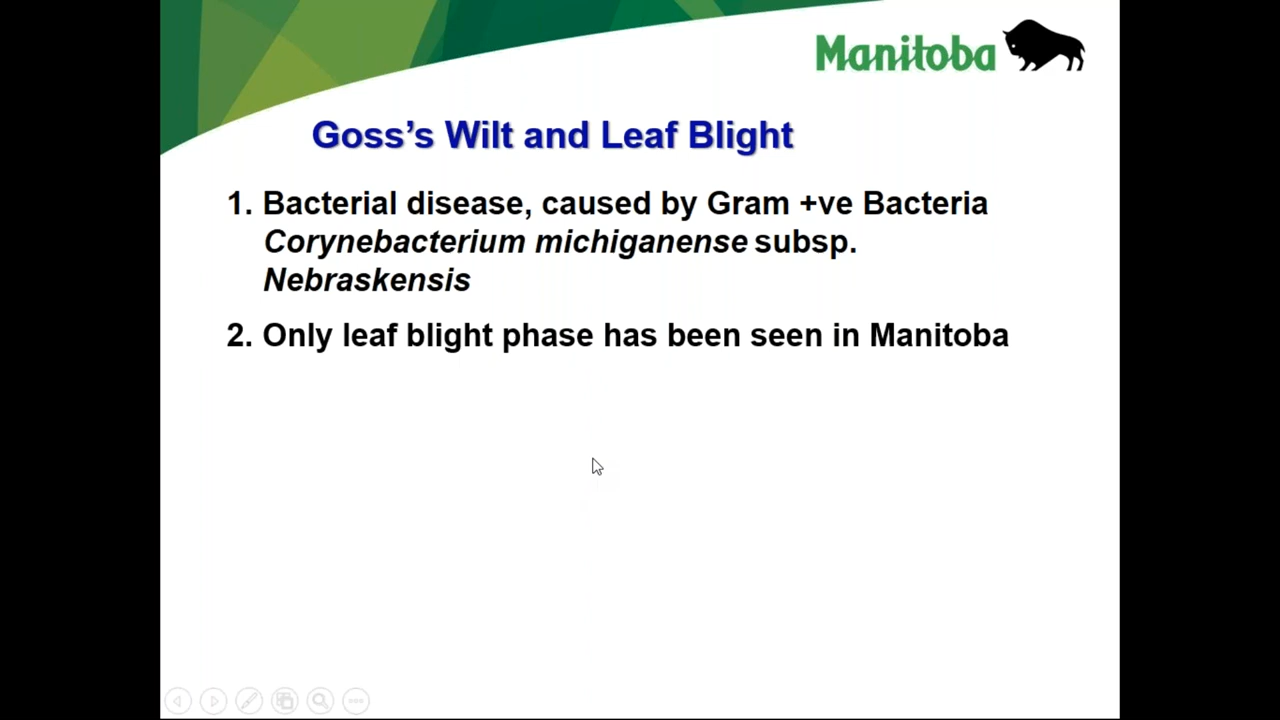 Manitoba
Goss’s Wilt and Leaf Blight
1. Bacterial disease, caused by Gram +ve Bacteria
Corynebacterium michiganense subsp.
Nebraskensis
2. Only leaf blight phase has been seen in Manitoba